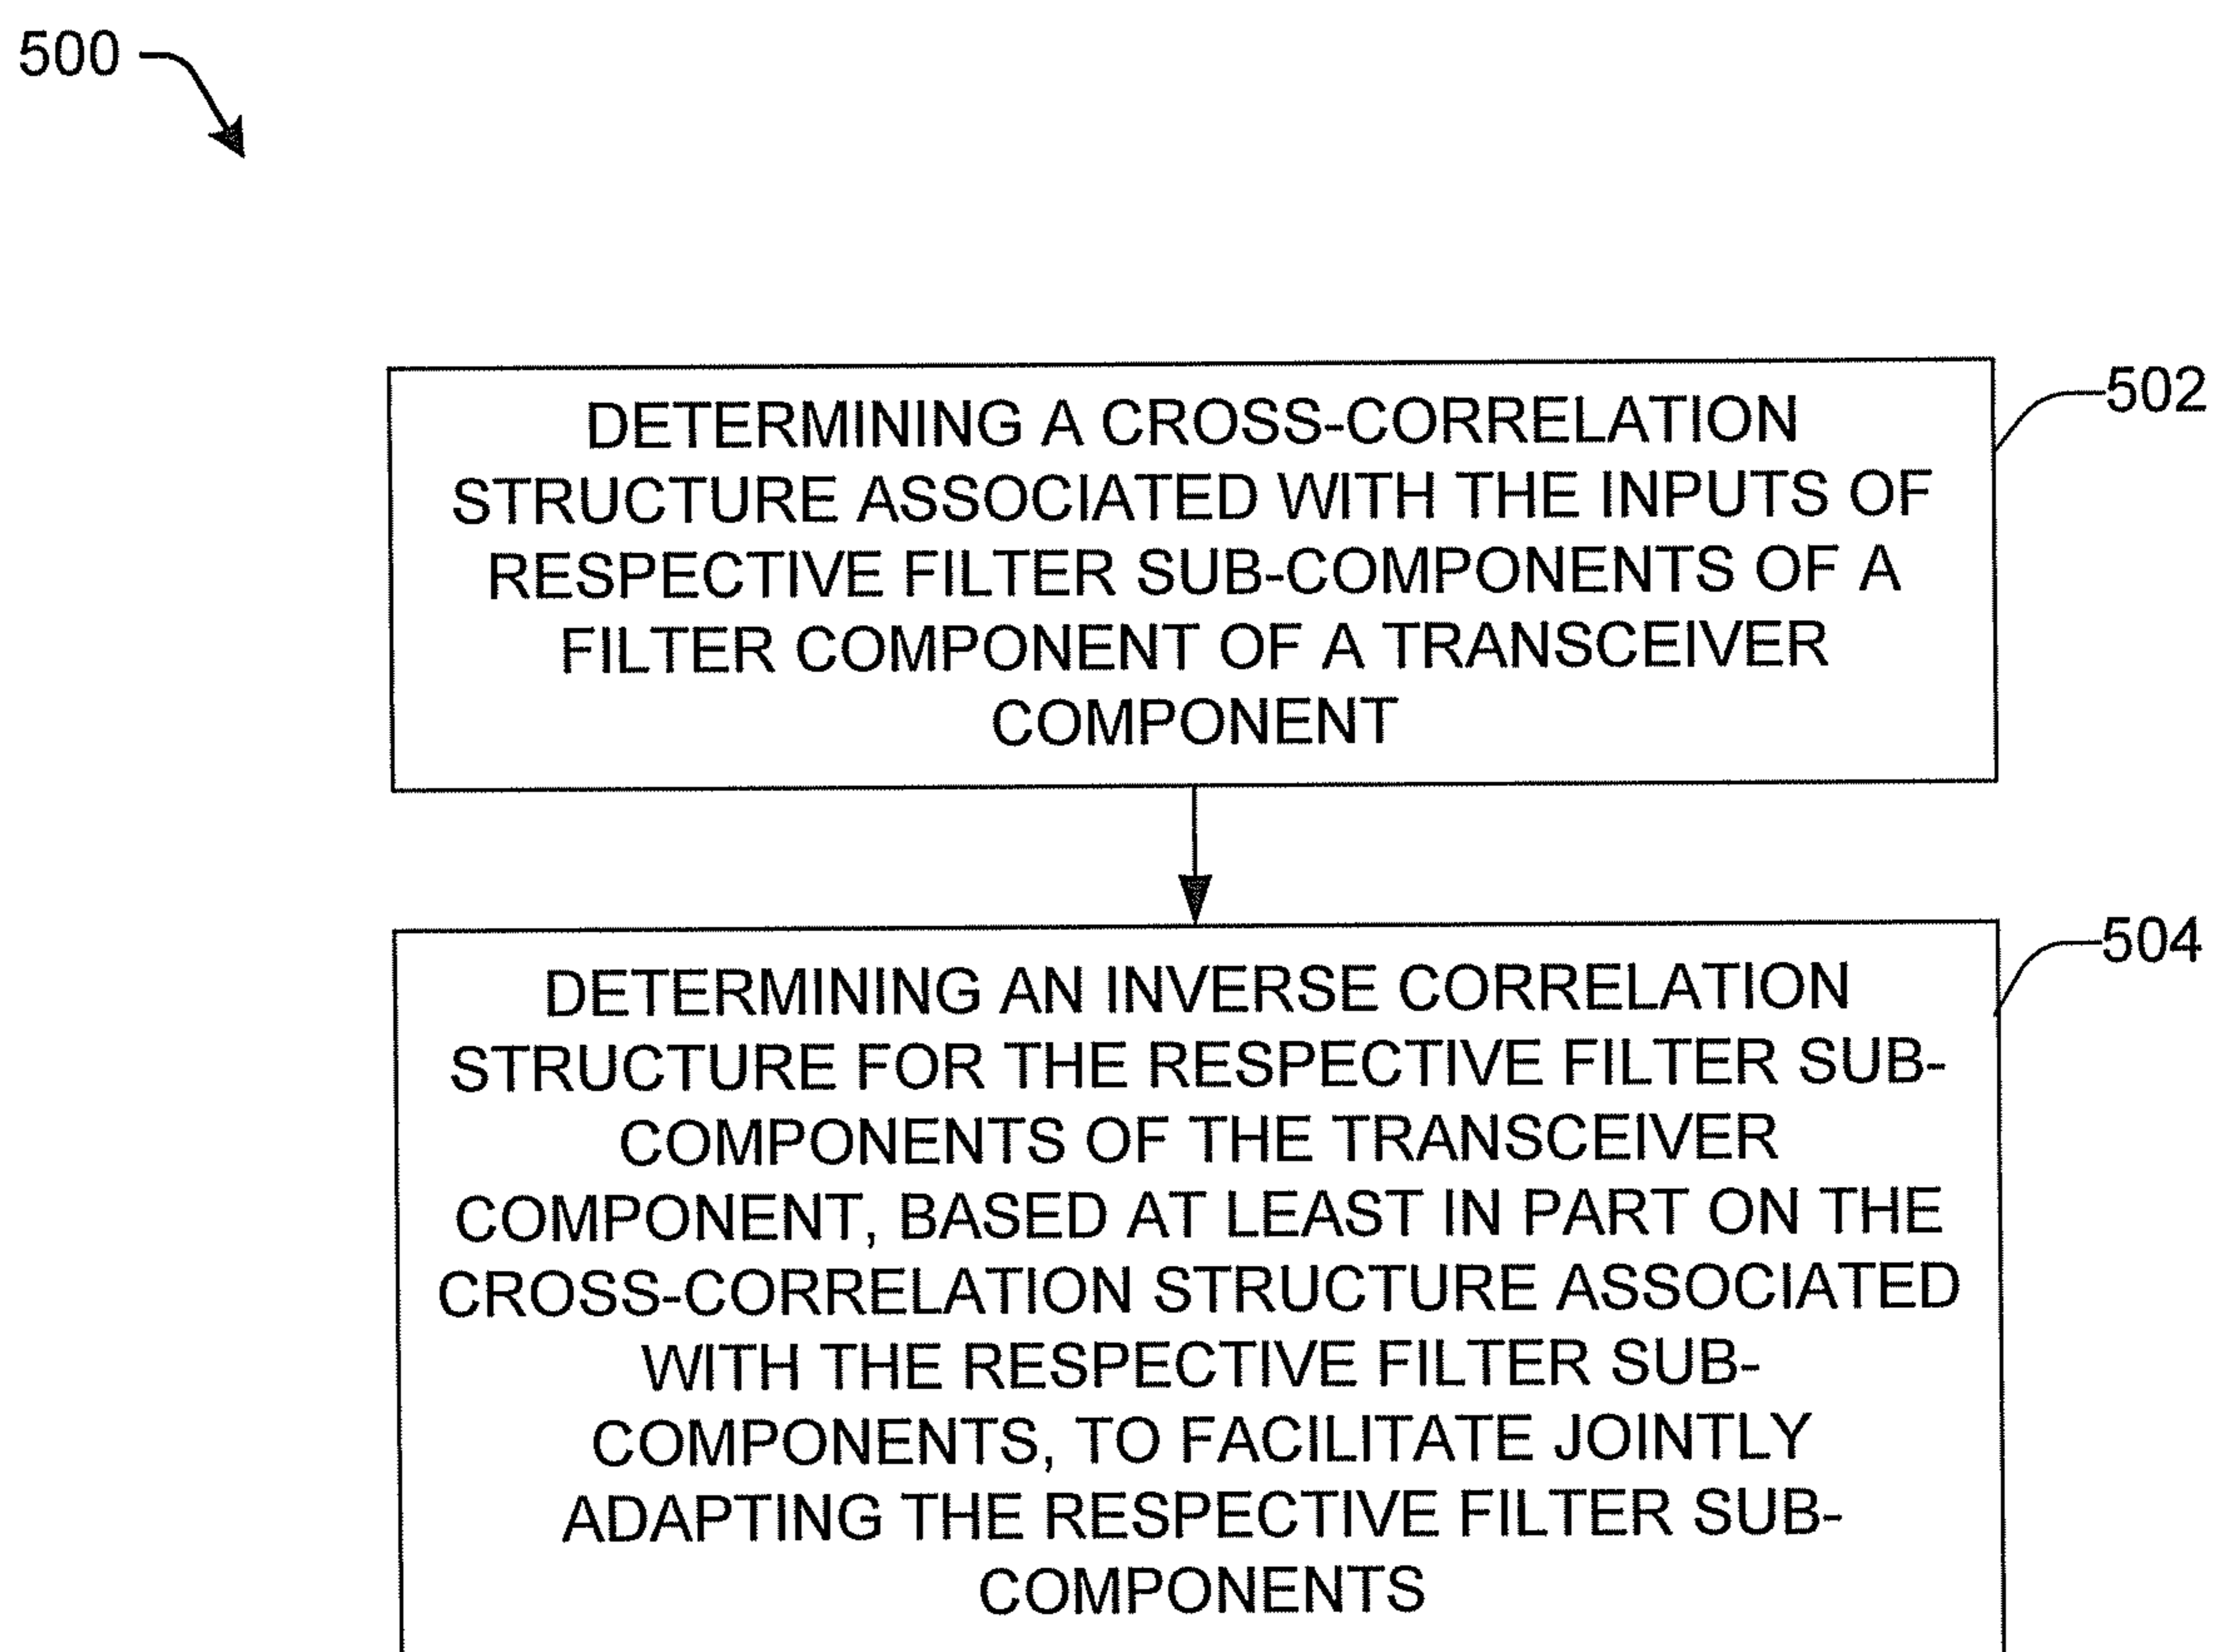 500
DETERMINING A CROSS-CORRELATION
STRUCTURE ASSOCIATED WITH THE INPUTS OF
RESPECTIVE FILTER SUB-COMPONENTS OF A
FILTER COMPONENT OF A TRANSCEIVER
COMPONENT
502
DETERMINING AN INVERSE CORRELATION
STRUCTURE FOR THE RESPECTIVE FILTER SUB-
COMPONENTS OF THE TRANSCEIVER
COMPONENT, BASED AT LEAST IN PART ON THE
CROSS-CORRELATION STRUCTURE ASSOCIATED
WITH THE RESPECTIVE FILTER SUB-
COMPONENTS, TO FACILITATE JOINTLY
ADAPTING THE RESPECTIVE FILTER SUB-
COMPONENTS
504